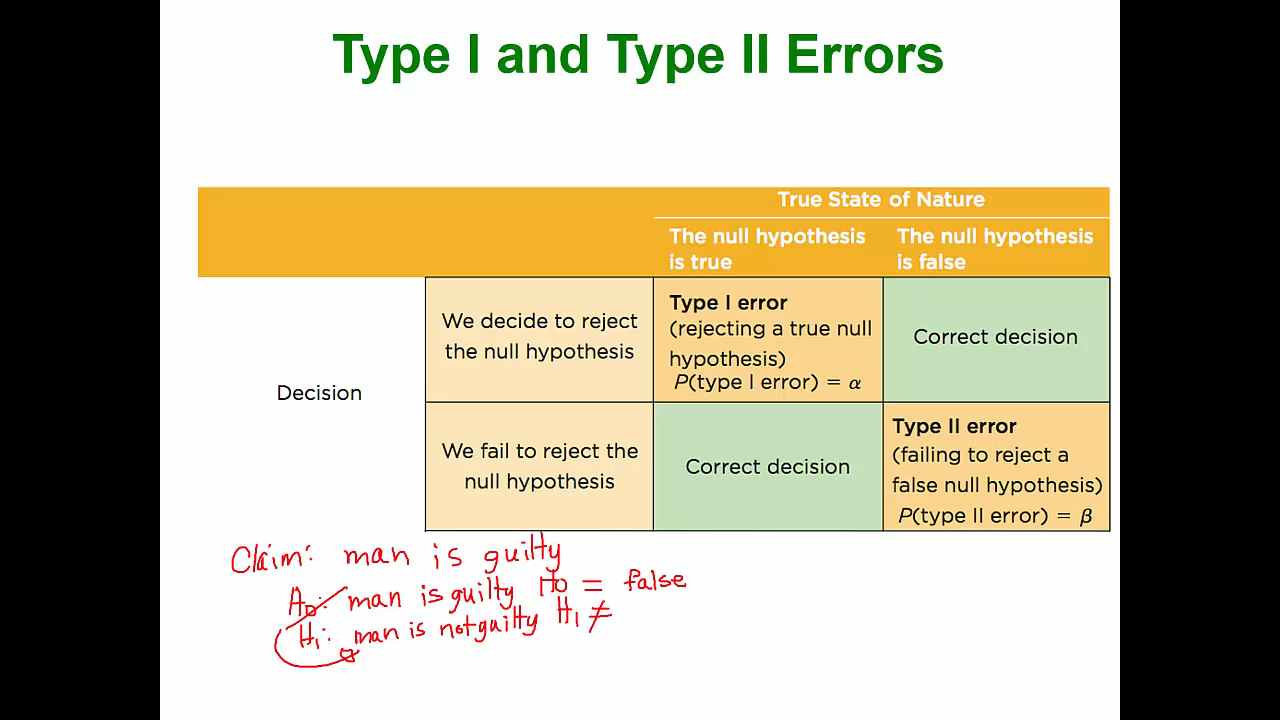 Type I and Type II Errors
True State of Nature
The null hypothesis
is true
The null hypothesis
is false
Decision
We decide to reject
the null hypothesis
Type I error
(rejecting a true null
hypothesis)
P(type I error) = α
Correct decision
We fail to reject the
null hypothesis
Correct decision
Type II error
(failing to reject a
false null hypothesis)
P(type II error) = β
Claim: man is guilty
H0: man is guilty H0 = false
H1: man is not guilty H1 ≠